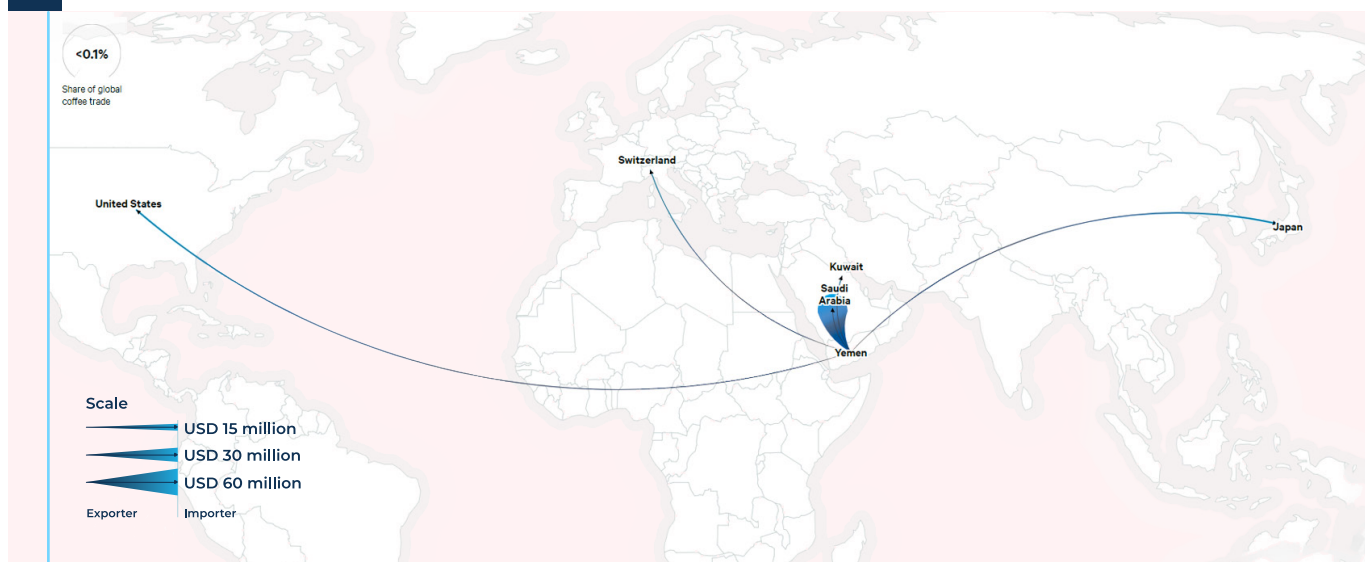 <0.1%
Share of global
coffee trade
Switzerland
United States
Japan
Kuwait
Saudi
Arabia
Yemen
Scale
USD 15 million
USD 30 million
USD 60 million
Exporter
Importer